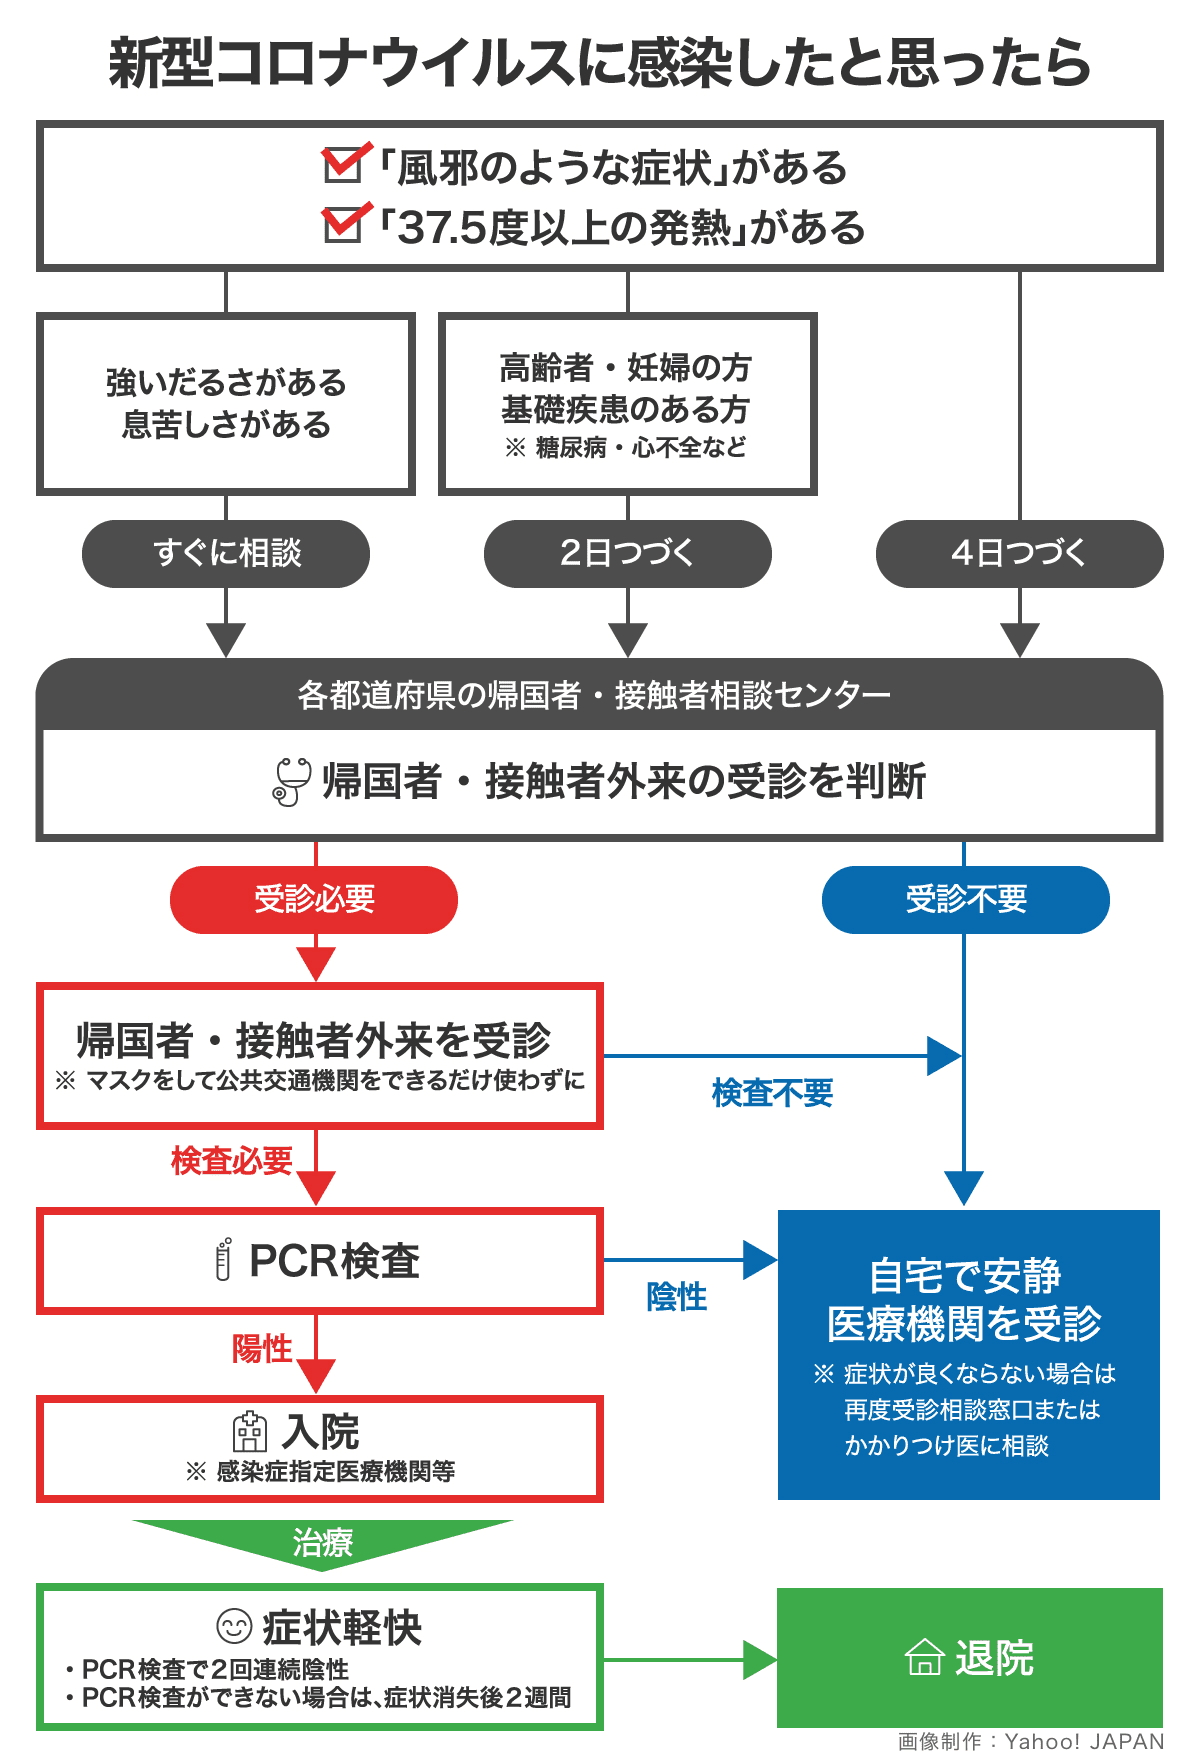 新型コロナウイルスに感染したと思ったら
「風邪のような症状」がある
「37.5度以上の発熱」がある
強いだるさがある
息苦しさがある
高齢者・妊婦の方
基礎疾患のある方
※ 糖尿病・心不全など
すぐに相談
2日つづく
4日つづく
各都道府県の帰国者・接触者相談センター
帰国者・接触者外来の受診を判断
受診必要
受診不要
帰国者・接触者外来を受診
※ マスクをして公共交通機関をできるだけ使わずに
検査不要
検査必要
PCR検査
陰性
自宅で安静
医療機関を受診
※ 症状が良くならない場合は
再度受診相談窓口または
かかりつけ医に相談
陽性
入院
※ 感染症指定医療機関等
治療
症状軽快
・PCR検査で2回連続陰性
・PCR検査ができない場合は、症状消失後2週間
退院
画像制作：Yahoo! JAPAN